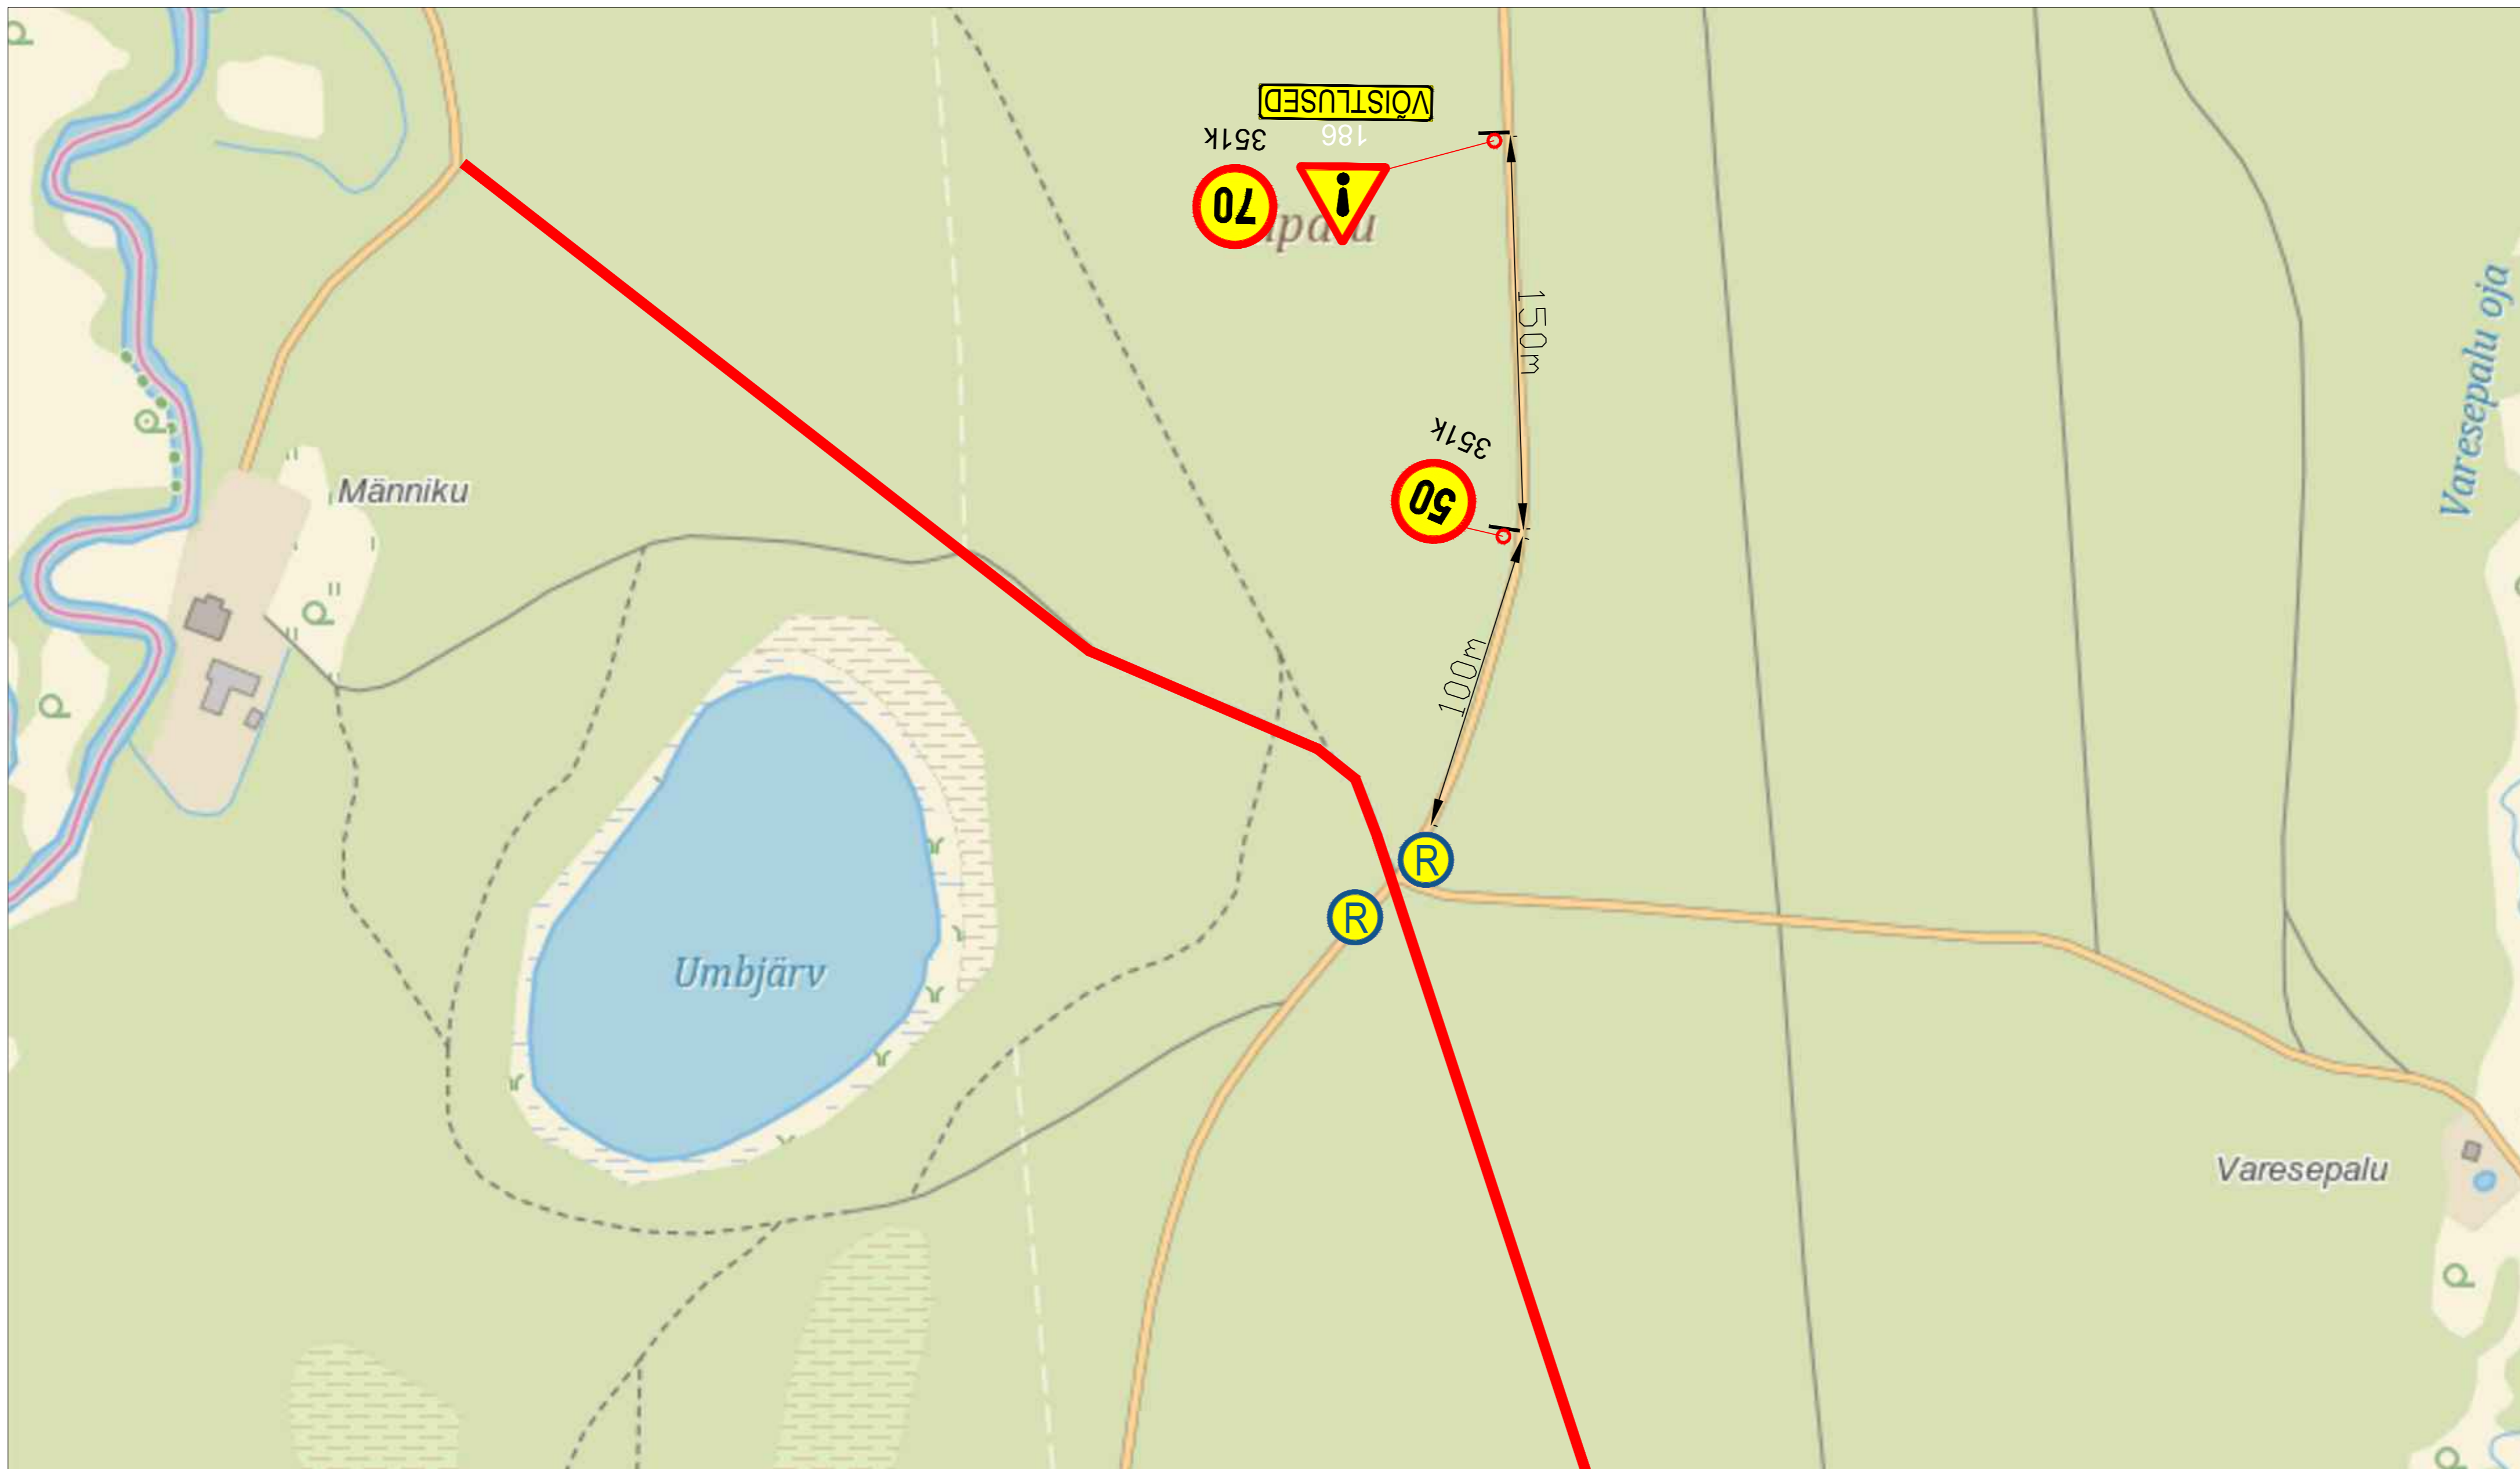 VÕISTLUSED
186
351k
70
!
150m
Varesepalu oja
351k
50
Männiku
100m
R
R
Umbjärv
Varesepalu